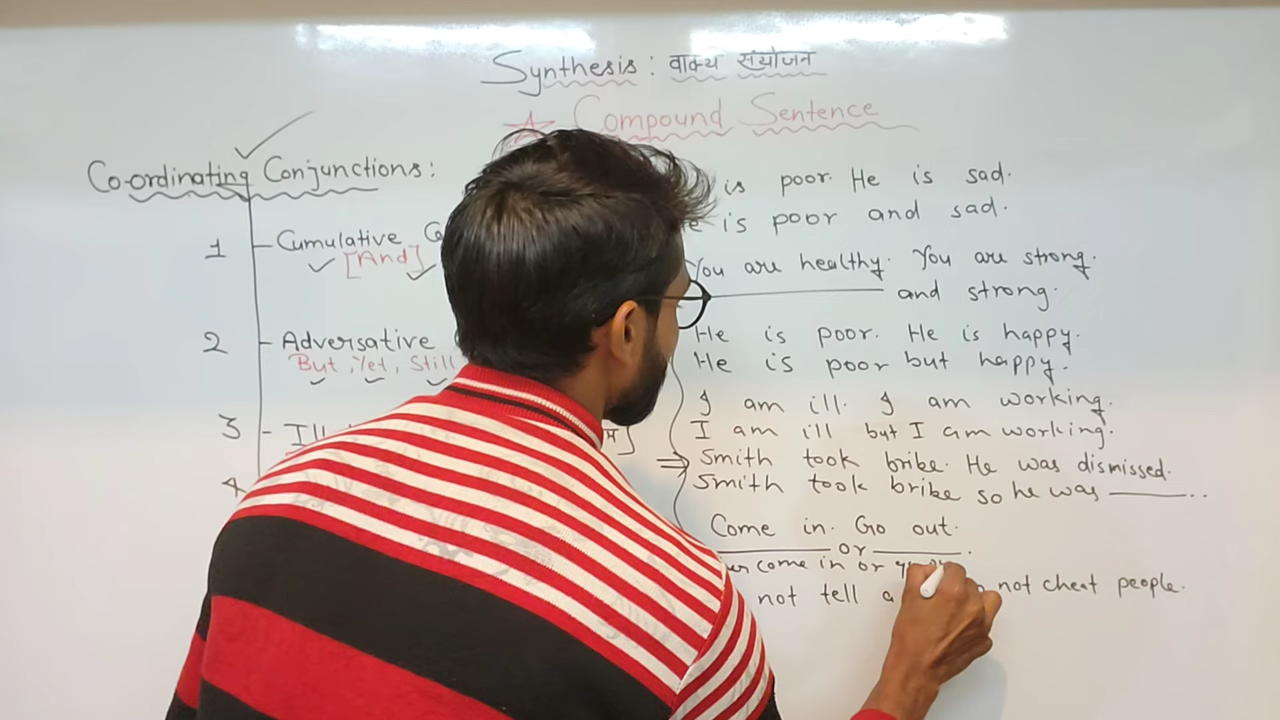 Synthesis: वाक्य संयोजन
Compound Sentence
Co-ordinating Conjunctions:
1 Cumulative
[And]
2 Adversative
But, Yet, Still
3
4
is poor. He is sad.
is poor and sad.
You are healthy. You are strong.
and strong.
He is poor. He is happy.
He is poor but happy.
I am ill. I am working.
I am ill but I am working.
Smith took bribe. He was dismissed.
Smith took bribe so he was
Come in. Go out.
or
come in or
not tell a not cheat people.